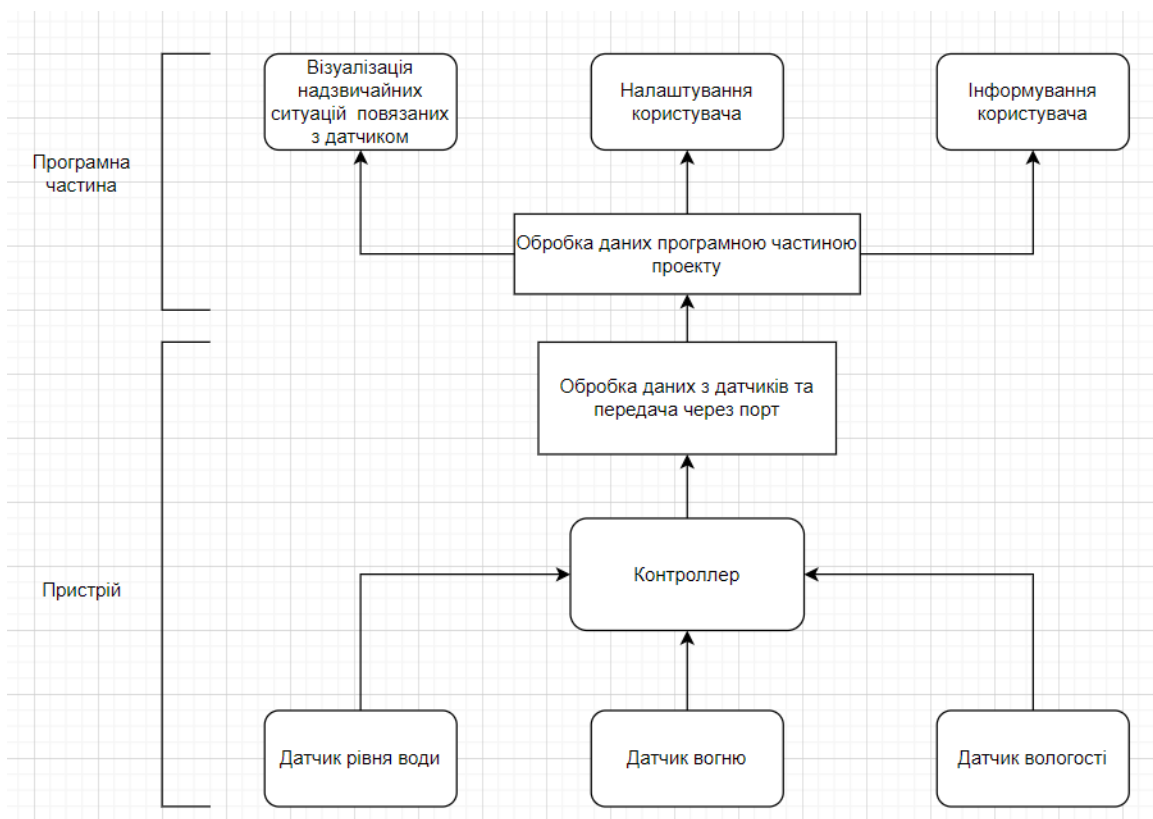 Візуалізація
надзвичайних
ситуацій повязаних
з датчиком
Налаштування
користувача
Інформування
користувача
Програмна
частина
Обробка даних програмною частиною
проекту
Обробка даних з датчиків та
передача через порт
Контроллер
Пристрій
Датчик рівня води
Датчик вогню
Датчик вологості